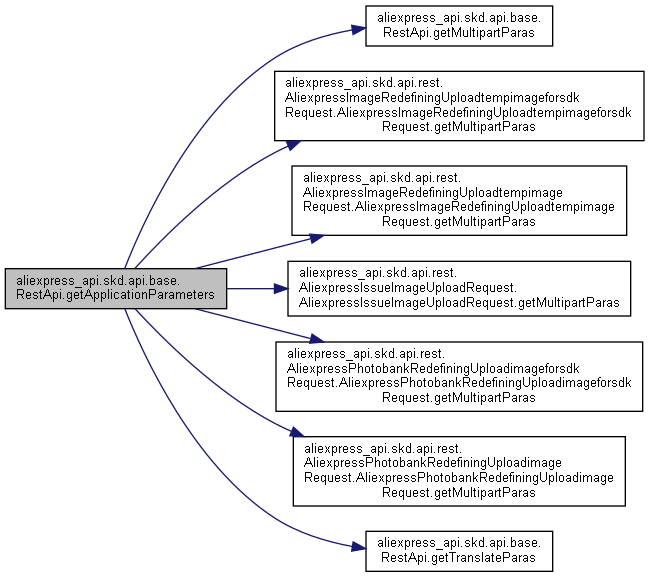 aliexpress_api.skd.api.base.
RestApi.getApplicationParameters
aliexpress_api.skd.api.base.
RestApi.getMultipartParas
aliexpress_api.skd.api.rest.
AliexpressImageRedefiningUploadtempimageforsdk
Request.AliexpressImageRedefiningUploadtempimageforsdk
Request.getMultipartParas
aliexpress_api.skd.api.rest.
AliexpressImageRedefiningUploadtempimage
Request.AliexpressImageRedefiningUploadtempimage
Request.getMultipartParas
aliexpress_api.skd.api.rest.
AliexpressIssueImageUploadRequest.
AliexpressIssueImageUploadRequest.getMultipartParas
aliexpress_api.skd.api.rest.
AliexpressPhotobankRedefiningUploadimageforsdk
Request.AliexpressPhotobankRedefiningUploadimageforsdk
Request.getMultipartParas
aliexpress_api.skd.api.rest.
AliexpressPhotobankRedefiningUploadimage
Request.AliexpressPhotobankRedefiningUploadimage
Request.getMultipartParas
aliexpress_api.skd.api.base.
RestApi.getTranslateParas